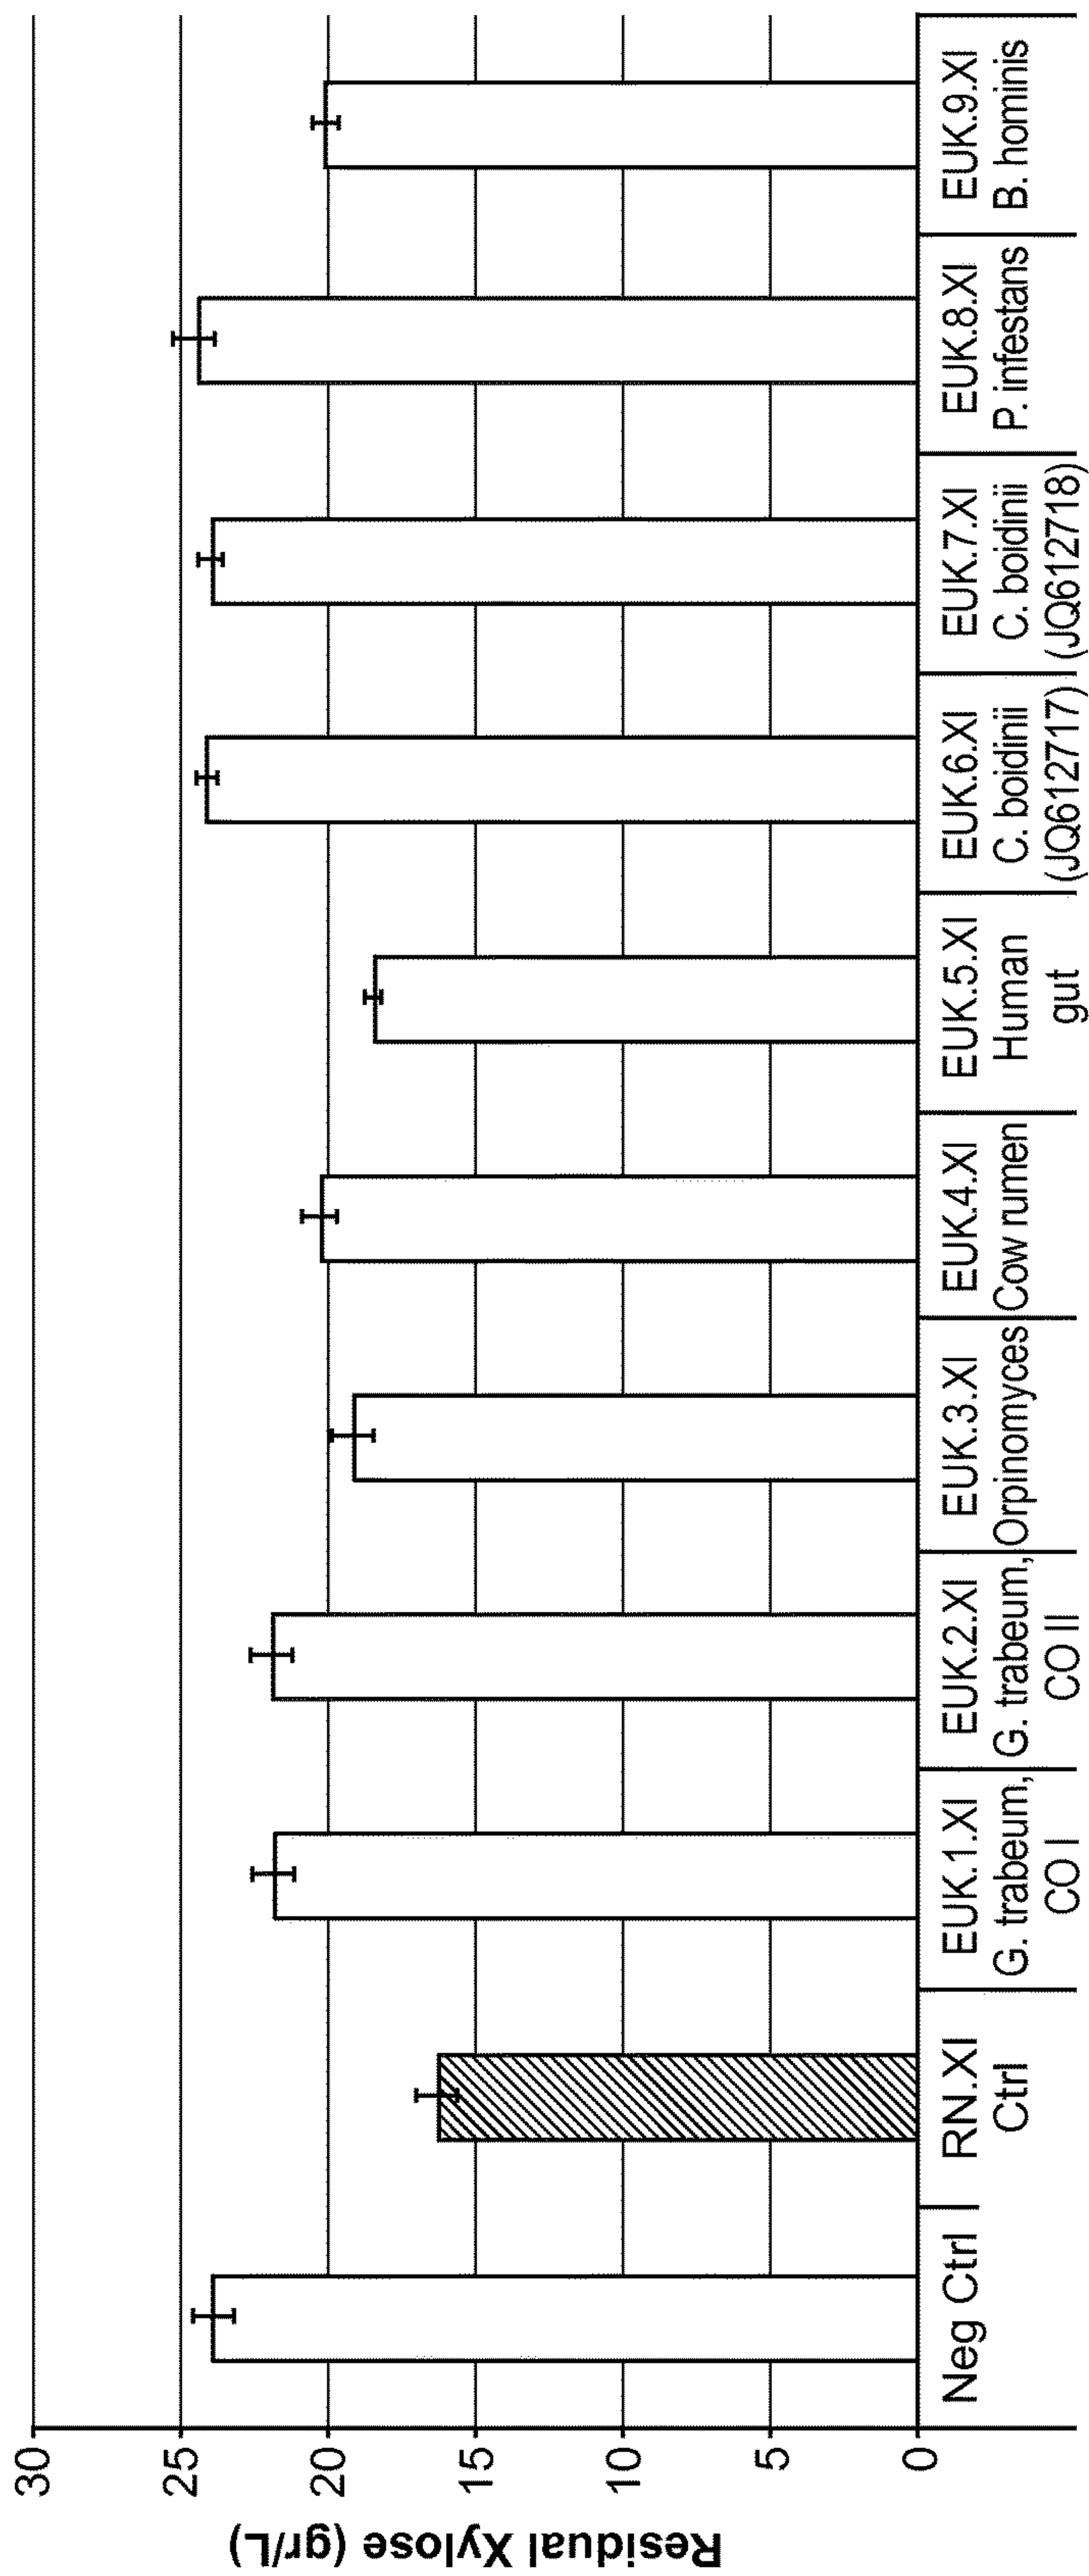 Residual Xylose (gr/L)
30
25
20
15
10
5
0
Neg Ctrl
RN.XI
Ctrl
EUK.1.XI
G. trabeum,
CO I
EUK.2.XI
G. trabeum,
CO II
EUK.3.XI
Orpinomyces
EUK.4.XI
Cow rumen
EUK.5.XI
Human
gut
EUK.6.XI
C. boidinii
(JQ612717)
EUK.7.XI
C. boidinii
(JQ612718)
EUK.8.XI
P. infestans
EUK.9.XI
B. hominis